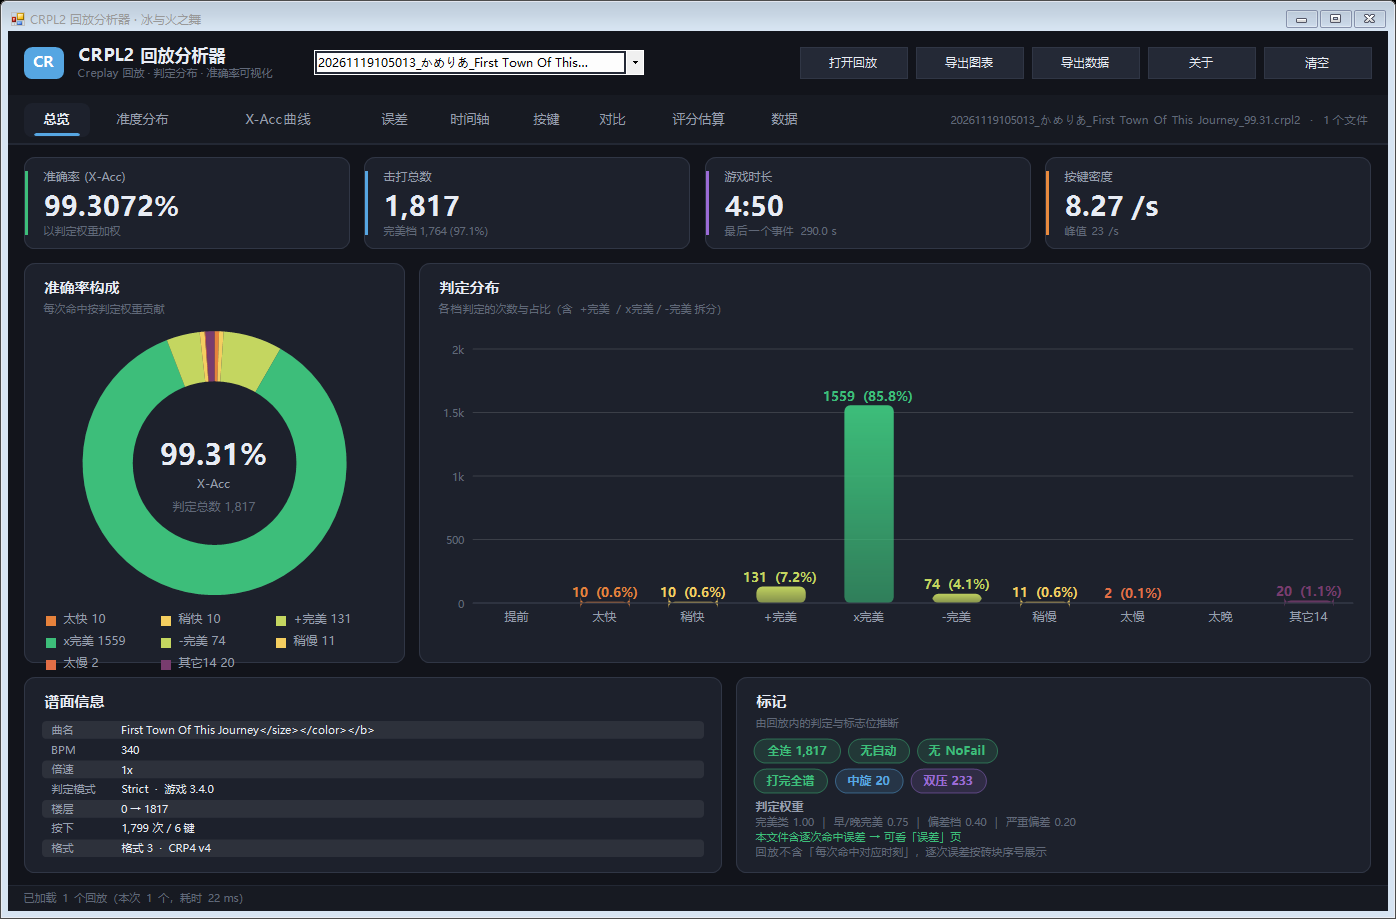 CRPL2 回放分析器 · 冰与火之舞
CR
CRPL2 回放分析器
Creplay 回放 · 判定分布 · 准确率可视化
20261119105013_かめりあ_First Town Of This...
打开回放
导出图表
导出数据
关于
清空
总览
准度分布
X-Acc曲线
误差
时间轴
按键
对比
评分估算
数据
20261119105013_かめりあ_First Town Of This Journey_99.31.crpl2 · 1 个文件
准确率 (X-Acc)
99.3072%
以判定权重加权
击打总数
1,817
完美档 1,764 (97.1%)
游戏时长
4:50
最后一个事件 290.0 s
按键密度
8.27 /s
峰值 23 /s
准确率构成
每次命中按判定权重贡献
99.31%
X-Acc
判定总数 1,817
太快 10
稍快 10
+完美 131
x完美 1559
-完美 74
稍慢 11
太慢 2
其它14 20
判定分布
各档判定的次数与占比 (含 +完美 / x完美 / -完美 拆分)
2k
1.5k
1k
500
0
10 (0.6%)
10 (0.6%)
131 (7.2%)
1559 (85.8%)
74 (4.1%)
11 (0.6%)
2 (0.1%)
20 (1.1%)
提前
太快
稍快
+完美
x完美
-完美
稍慢
太慢
太晚
其它14
谱面信息
曲名 First Town Of This Journey</size></color></b>
BPM 340
倍速 1x
判定模式 Strict · 游戏 3.4.0
楼层 0 → 1817
按下 1,799 次 / 6 键
格式 格式 3 · CRP4 v4
标记
由回放内的判定与标志位推断
全连 1,817
无自动
无 NoFail
打完全谱
中旋 20
双压 233
判定权重
完美类 1.00 | 早/晚完美 0.75 | 偏差档 0.40 | 严重偏差 0.20
本文件含逐次命中误差 → 可看「误差」页
回放不含「每次命中对应时刻」, 逐次误差按砖块序号展示
已加载 1 个回放 (本次 1 个, 耗时 22 ms)